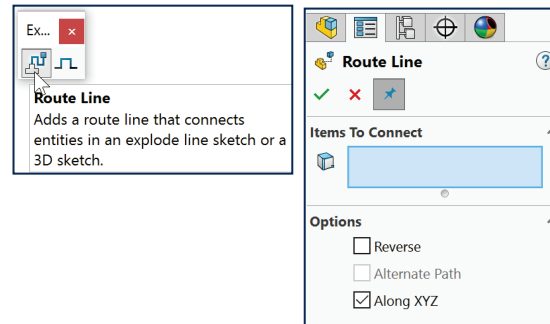 Ex...
Route Line
Adds a route line that connects
entities in an explode line sketch or a
3D sketch.
Route Line
Items To Connect
Options
Reverse
Alternate Path
Along XYZ